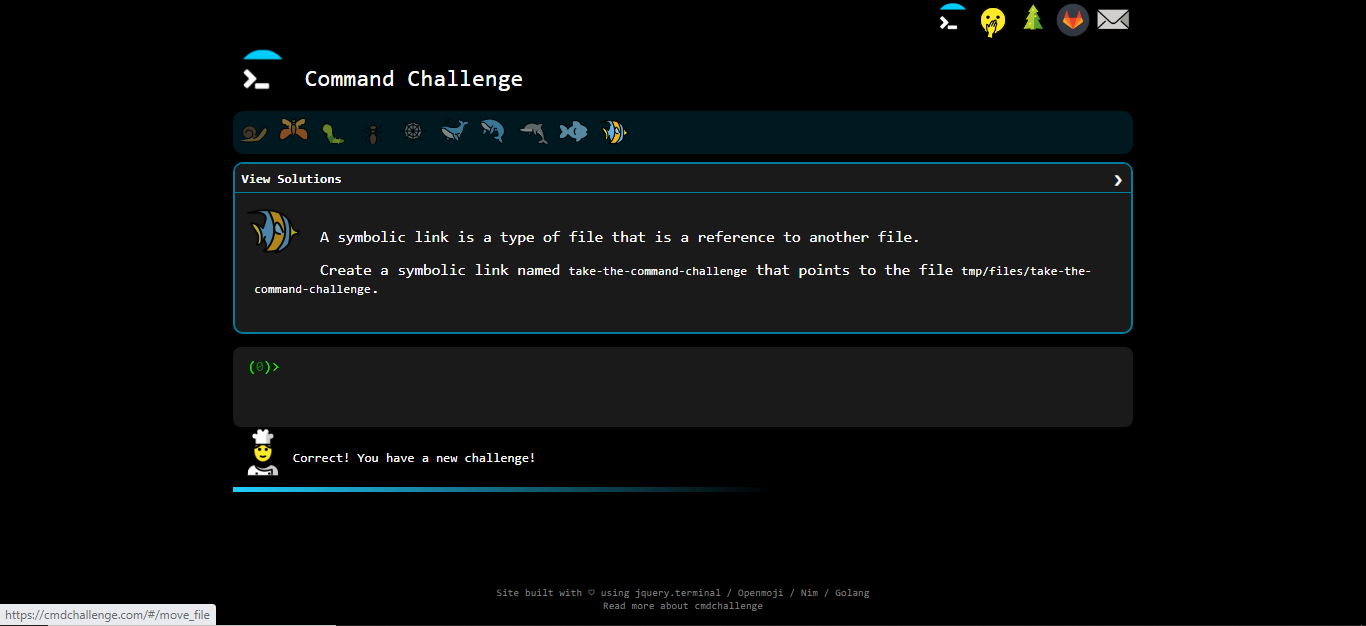 Command Challenge
View Solutions
A symbolic link is a type of file that is a reference to another file.
Create a symbolic link named take-the-command-challenge that points to the file tmp/files/take-the-
command-challenge.
(0)>
Correct! You have a new challenge!
Site built with ♡ using jquery.terminal / Openmoji / Nim / Golang
Read more about cmdchallenge
https://cmdchallenge.com/#/move_file